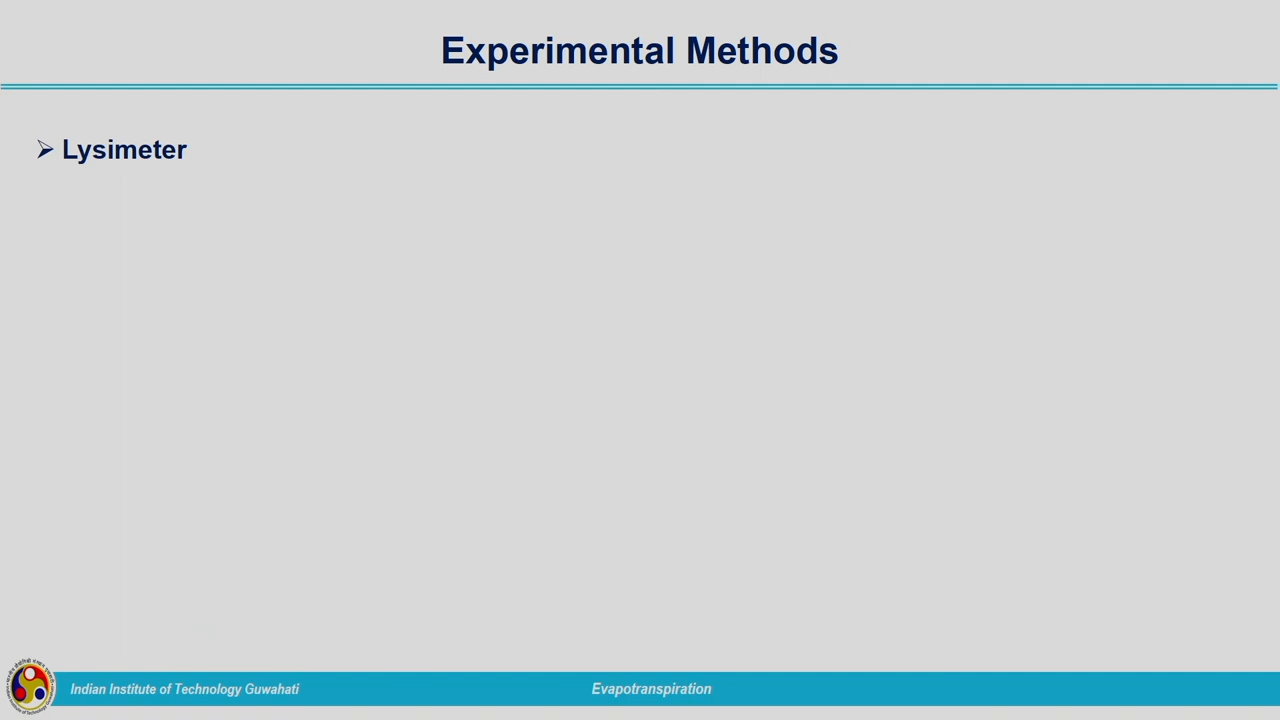 Experimental Methods
➢ Lysimeter
Indian Institute of Technology Guwahati
Evapotranspiration